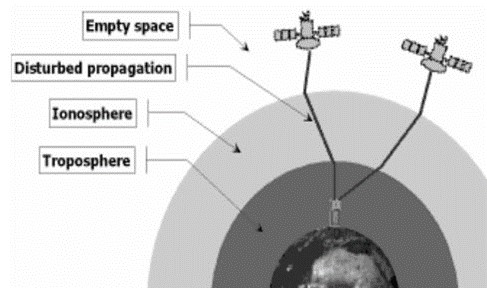 Empty space
Disturbed propagation
Ionosphere
Troposphere